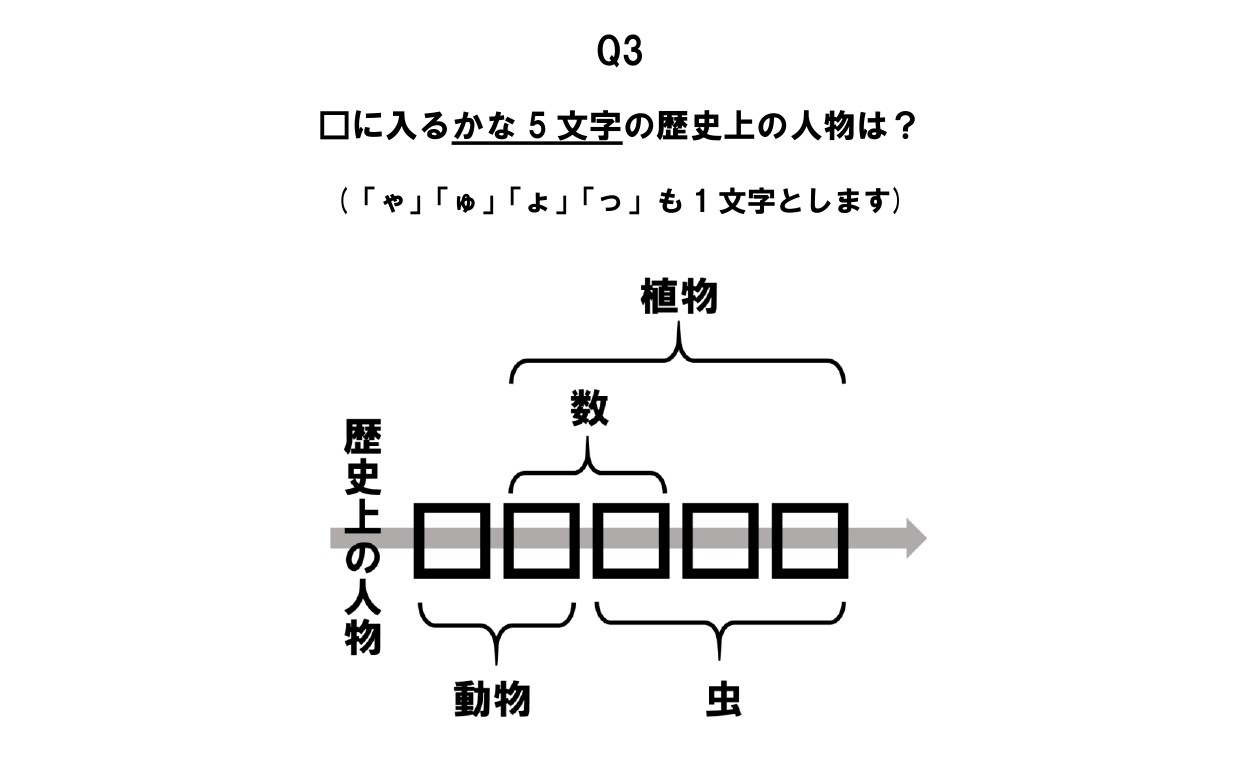 Q3
□に入るかな5文字の歴史上の人物は？
（「ゃ」「ゅ」「ょ」「っ」も1文字とします）
植物
数
歴史上の人物
動物
虫